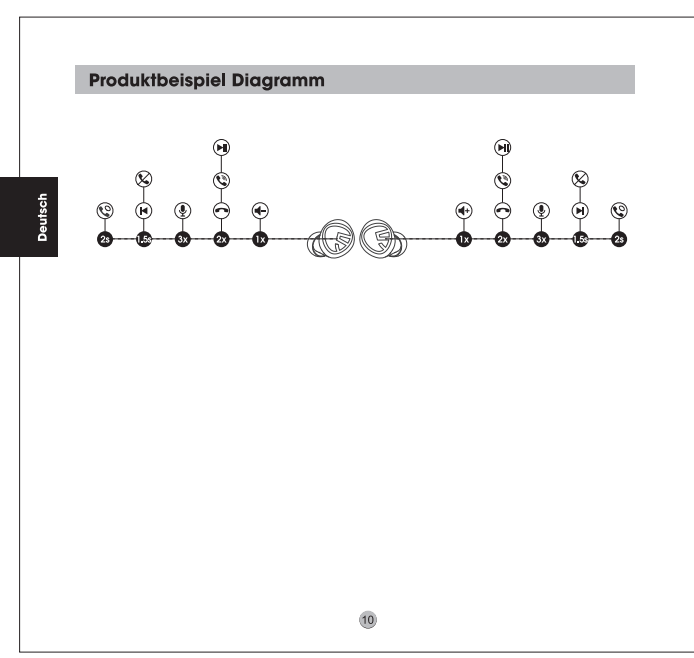 Produktbeispiel Diagramm
Deutsch
2s 1.5s 3x 2x 1x 1x 2x 3x 1.5s 2s
10